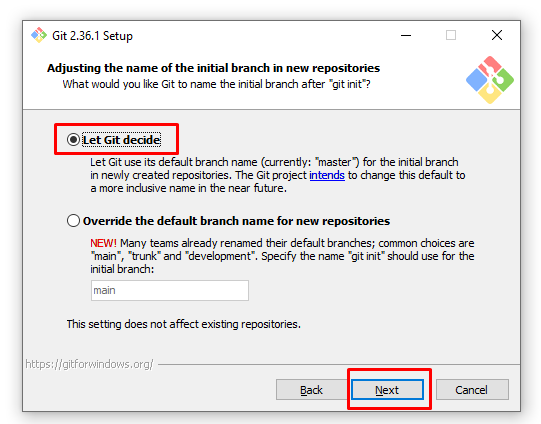 Git 2.36.1 Setup
Adjusting the name of the initial branch in new repositories
What would you like Git to name the initial branch after "git init"?
Let Git decide
Let Git use its default branch name (currently: "master") for the initial branch
in newly created repositories. The Git project intends to change this default to
a more inclusive name in the near future.
Override the default branch name for new repositories
NEW! Many teams already renamed their default branches; common choices are
"main", "trunk" and "development". Specify the name "git init" should use for the
initial branch:
main
This setting does not affect existing repositories.
https://gitforwindows.org/
Back
Next
Cancel